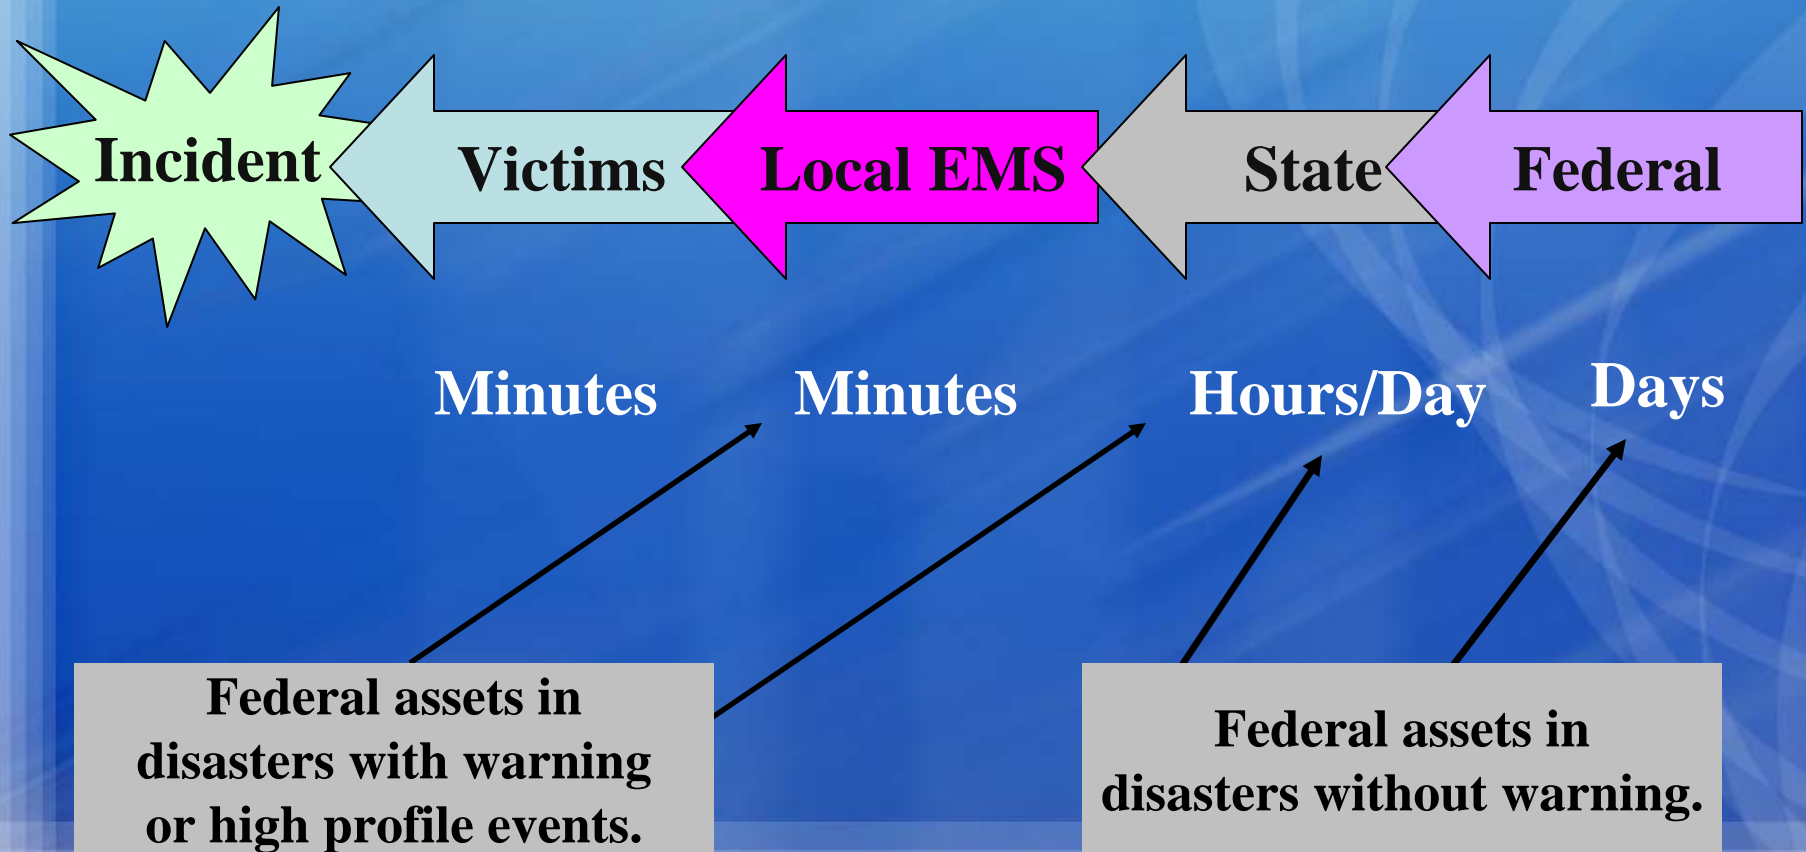 Incident
Victims
Local EMS
State
Federal
Minutes
Minutes
Hours/Day
Days
Federal assets in
disasters with warning
or high profile events.
Federal assets in
disasters without warning.